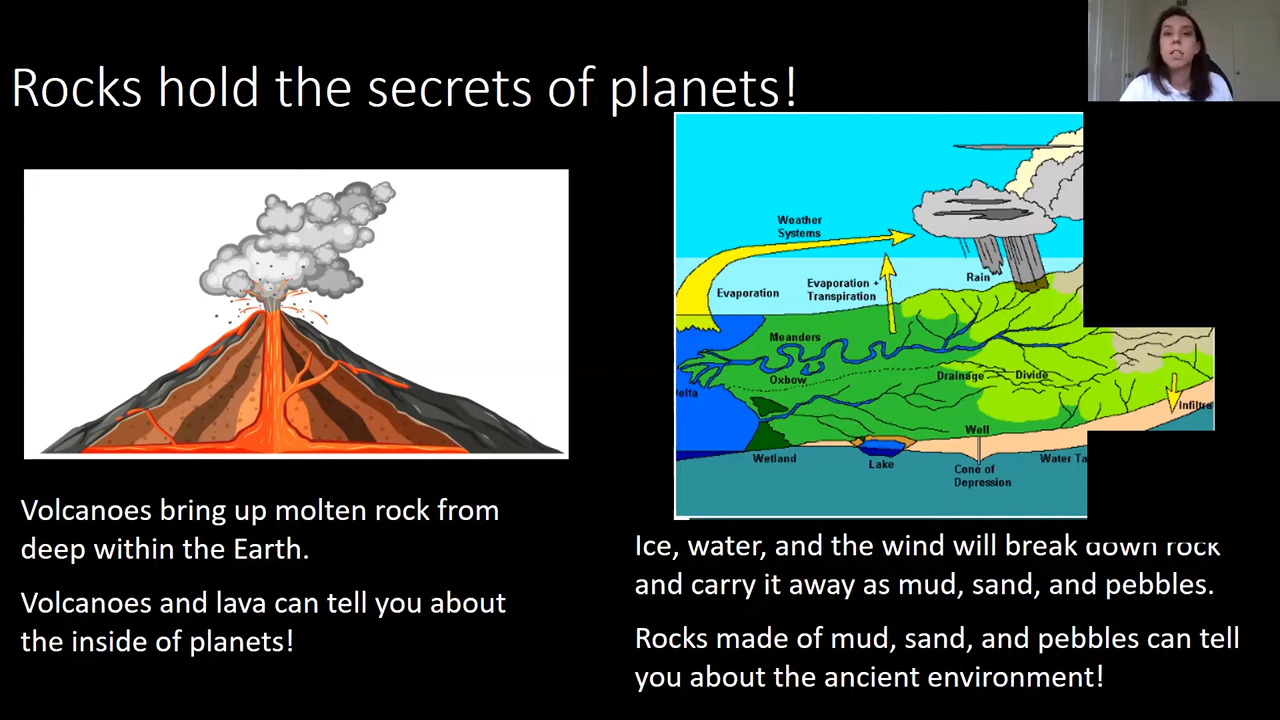 Rocks hold the secrets of planets!
Weather
Systems
Evaporation
Evaporation +
Transpiration
Rain
Meanders
Oxbow
Delta
Drainage
Divide
Infiltra
Well
Wetland
Lake
Cone of
Depression
Water Ta
Volcanoes bring up molten rock from
deep within the Earth.
Volcanoes and lava can tell you about
the inside of planets!
Ice, water, and the wind will break down rock
and carry it away as mud, sand, and pebbles.
Rocks made of mud, sand, and pebbles can tell
you about the ancient environment!